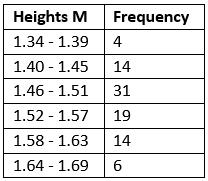 Heights M Frequency
1.34 - 1.39 4
1.40 - 1.45 14
1.46 - 1.51 31
1.52 - 1.57 19
1.58 - 1.63 14
1.64 - 1.69 6